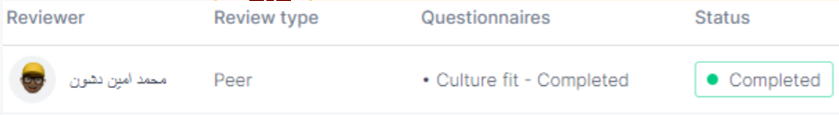 Reviewer Review type Questionnaires Status
محمد امين دشون Peer • Culture fit - Completed Completed